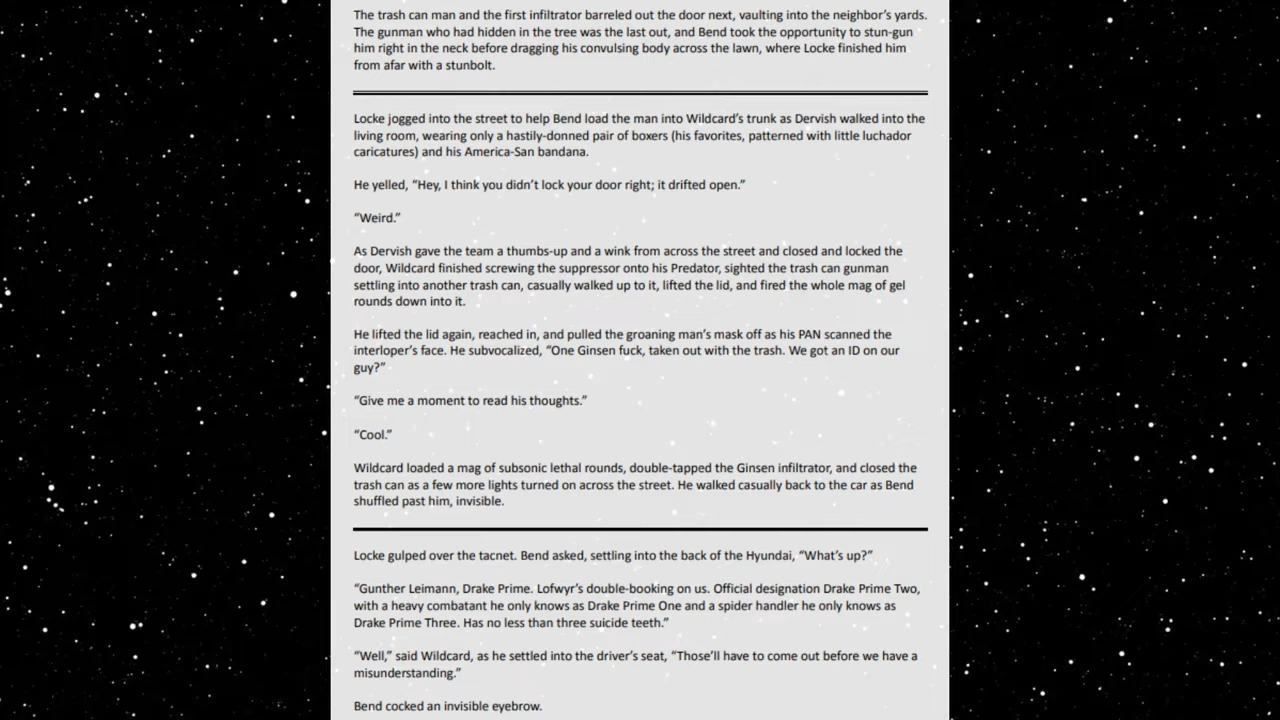 The trash can man and the first infiltrator barreled out the door next, vaulting into the neighbor’s yards.
The gunman who had hidden in the tree was the last out, and Bend took the opportunity to stun-gun
him right in the neck before dragging his convulsing body across the lawn, where Locke finished him
from afar with a stunbolt.
Locke jogged into the street to help Bend load the man into Wildcard’s trunk as Dervish walked into the
living room, wearing only a hastily-donned pair of boxers (his favorites, patterned with little luchador
caricatures) and his America-San bandana.
He yelled, “Hey, I think you didn’t lock your door right; it drifted open.”
“Weird.”
As Dervish gave the team a thumbs-up and a wink from across the street and closed and locked the
door, Wildcard finished screwing the suppressor onto his Predator, sighted the trash can gunman
settling into another trash can, casually walked up to it, lifted the lid, and fired the whole mag of gel
rounds down into it.
He lifted the lid again, reached in, and pulled the groaning man’s mask off as his PAN scanned the
interloper’s face. He subvocalized, “One Ginsen fuck, taken out with the trash. We got an ID on our
guy?”
“Give me a moment to read his thoughts.”
“Cool.”
Wildcard loaded a mag of subsonic lethal rounds, double-tapped the Ginsen infiltrator, and closed the
trash can as a few more lights turned on across the street. He walked casually back to the car as Bend
shuffled past him, invisible.
Locke gulped over the tacnet. Bend asked, settling into the back of the Hyundai, “What’s up?”
“Gunther Leimann, Drake Prime. Lofwyr’s double-booking on us. Official designation Drake Prime Two,
with a heavy combatant he only knows as Drake Prime One and a spider handler he only knows as
Drake Prime Three. Has no less than three suicide teeth.”
“Well,” said Wildcard, as he settled into the driver’s seat, “Those’ll have to come out before we have a
misunderstanding.”
Bend cocked an invisible eyebrow.